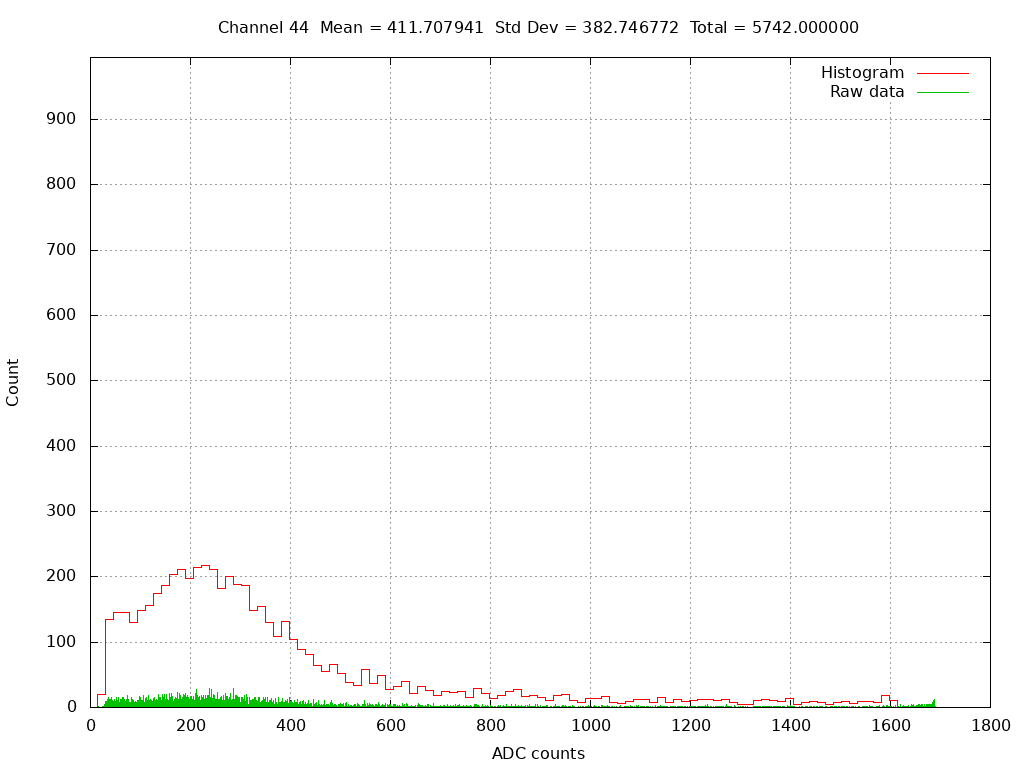 Channel 44  Mean = 411.707941  Std Dev = 382.746772  Total = 5742.000000
Histogram
Raw data
900
800
700
600
500
400
300
200
100
0
Count
0 200 400 600 800 1000 1200 1400 1600 1800
ADC counts